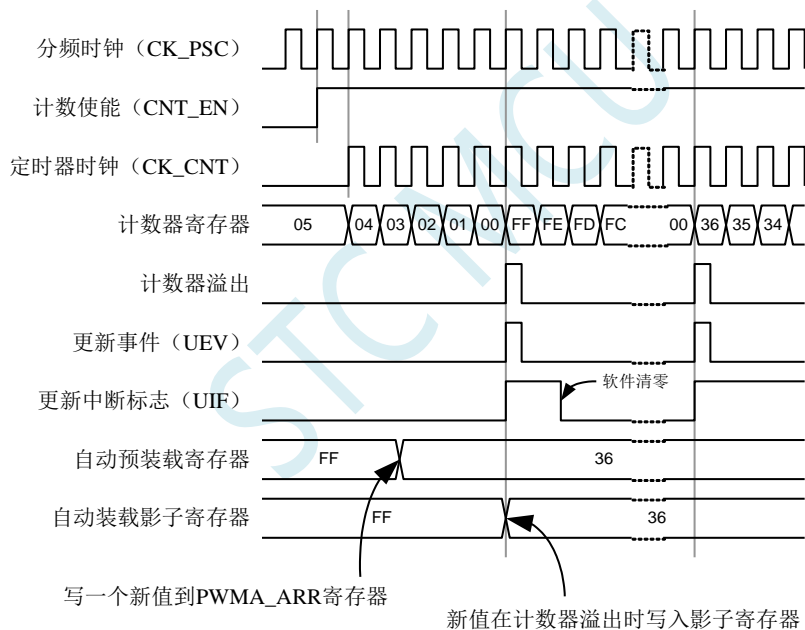 分频时钟（CK_PSC）
计数使能（CNT_EN）
定时器时钟（CK_CNT）
计数器寄存器 05 04 03 02 01 00 FF FE FD FC 00 36 35 34
计数器溢出
更新事件（UEV）
更新中断标志（UIF） 软件清零
自动预装载寄存器 FF 36
自动装载影子寄存器 FF 36
写一个新值到PWMA_ARR寄存器
新值在计数器溢出时写入影子寄存器
STC MCU